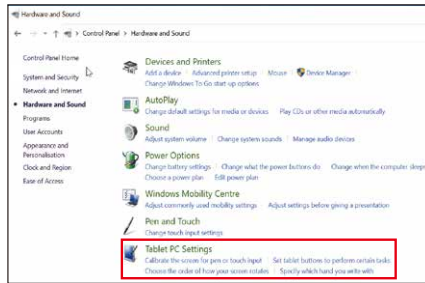 Hardware and Sound
Control Panel > Hardware and Sound
Control Panel Home
System and Security
Network and Internet
Hardware and Sound
Programs
User Accounts
Appearance and
Personalisation
Clock and Region
Ease of Access
Devices and Printers
Add a device Advanced printer setup Mouse Device Manager
Change Windows To Go start-up options
AutoPlay
Change default settings for media or devices Play CDs or other media automatically
Sound
Adjust system volume Change system sounds Manage audio devices
Power Options
Change battery settings Change what the power buttons do Change when the computer sleeps
Choose a power plan Edit power plan
Windows Mobility Centre
Adjust commonly used mobility settings Adjust settings before giving a presentation
Pen and Touch
Change touch input settings
Tablet PC Settings
Calibrate the screen for pen or touch input Set tablet buttons to perform certain tasks
Choose the order of how your screen rotates Specify which hand you write with